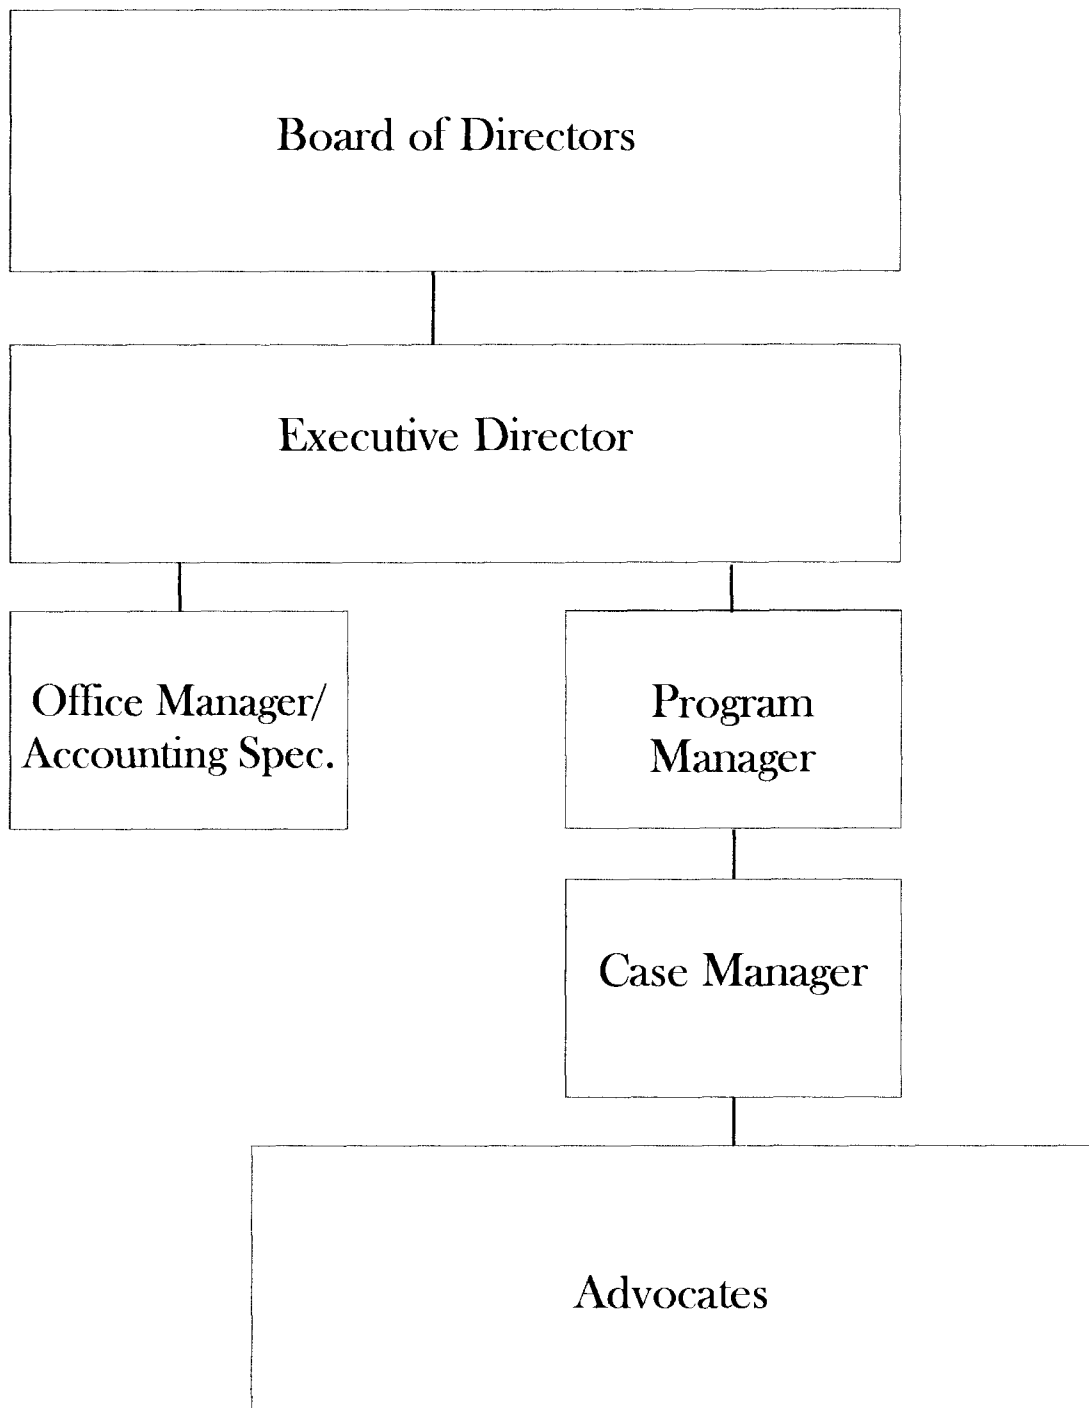 Board of Directors
Executive Director
Office Manager/
Accounting Spec.
Program
Manager
Case Manager
Advocates